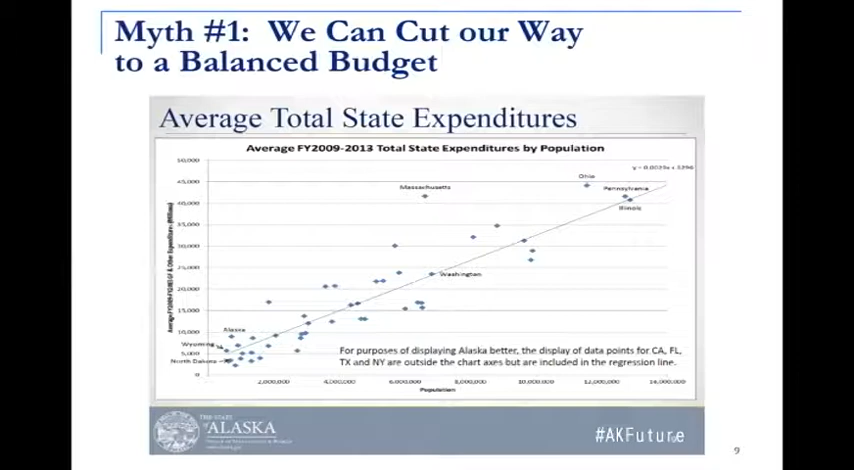 Myth #1: We Can Cut our Way
to a Balanced Budget
Average Total State Expenditures
Average FY2009-2013 Total State Expenditures by Population
50,000
45,000
40,000
35,000
30,000
25,000
20,000
15,000
10,000
5,000
0
Ohio
Massachusetts
Pennsylvania
Illinois
Washington
Alaska
Wyoming
North Dakota
For purposes of displaying Alaska better, the display of data points for CA, FL,
TX and NY are outside the chart axes but are included in the regression line.
2,000,000 4,000,000 6,000,000 8,000,000 10,000,000 12,000,000 14,000,000
Population
THE STATE
of ALASKA
#AKFuture
9